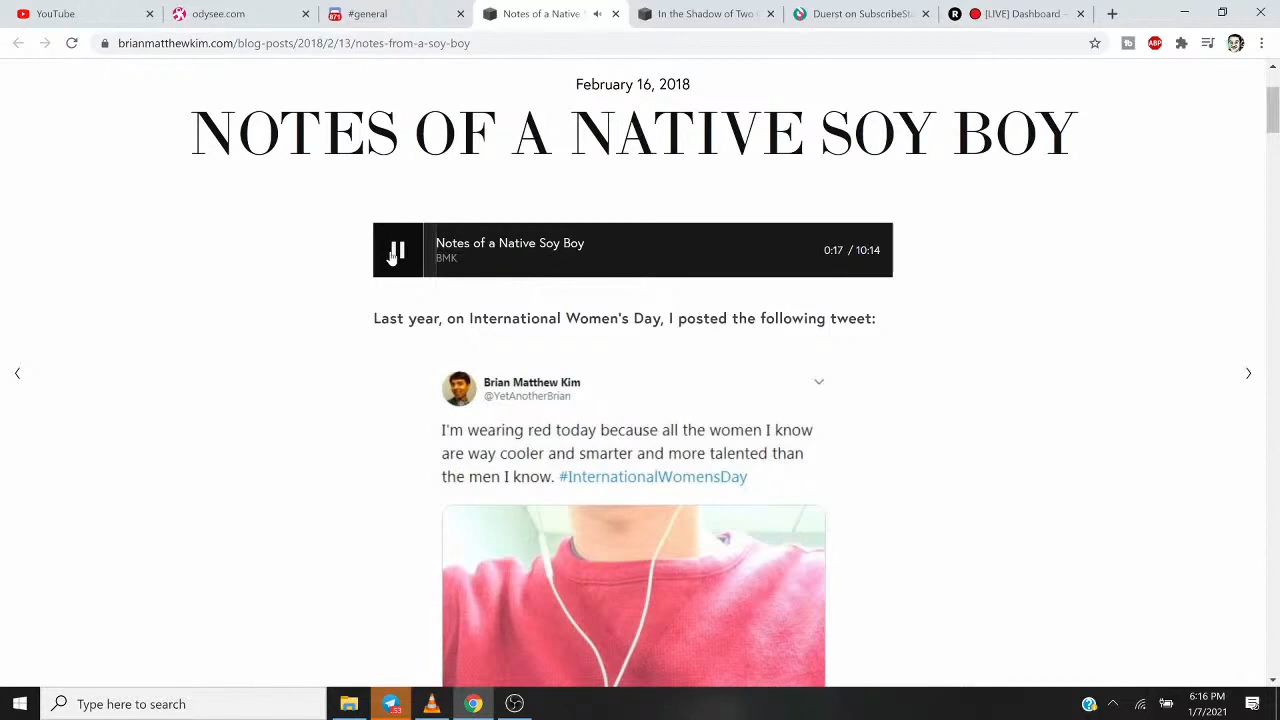 YouTube
odysee.com
#general
Notes of a Native
In the Shadow of Two
Duerst on SubscribeSt
[LIVE] Dashboard -
brianmatthewkim.com/blog-posts/2018/2/13/notes-from-a-soy-boy
ABP
February 16, 2018
NOTES OF A NATIVE SOY BOY
Notes of a Native Soy Boy
BMK
0:17 / 10:14
Last year, on International Women's Day, I posted the following tweet:
Brian Matthew Kim
@YetAnotherBrian
I'm wearing red today because all the women I know
are way cooler and smarter and more talented than
the men I know. #InternationalWomensDay
Type here to search
6:16 PM
1/7/2021